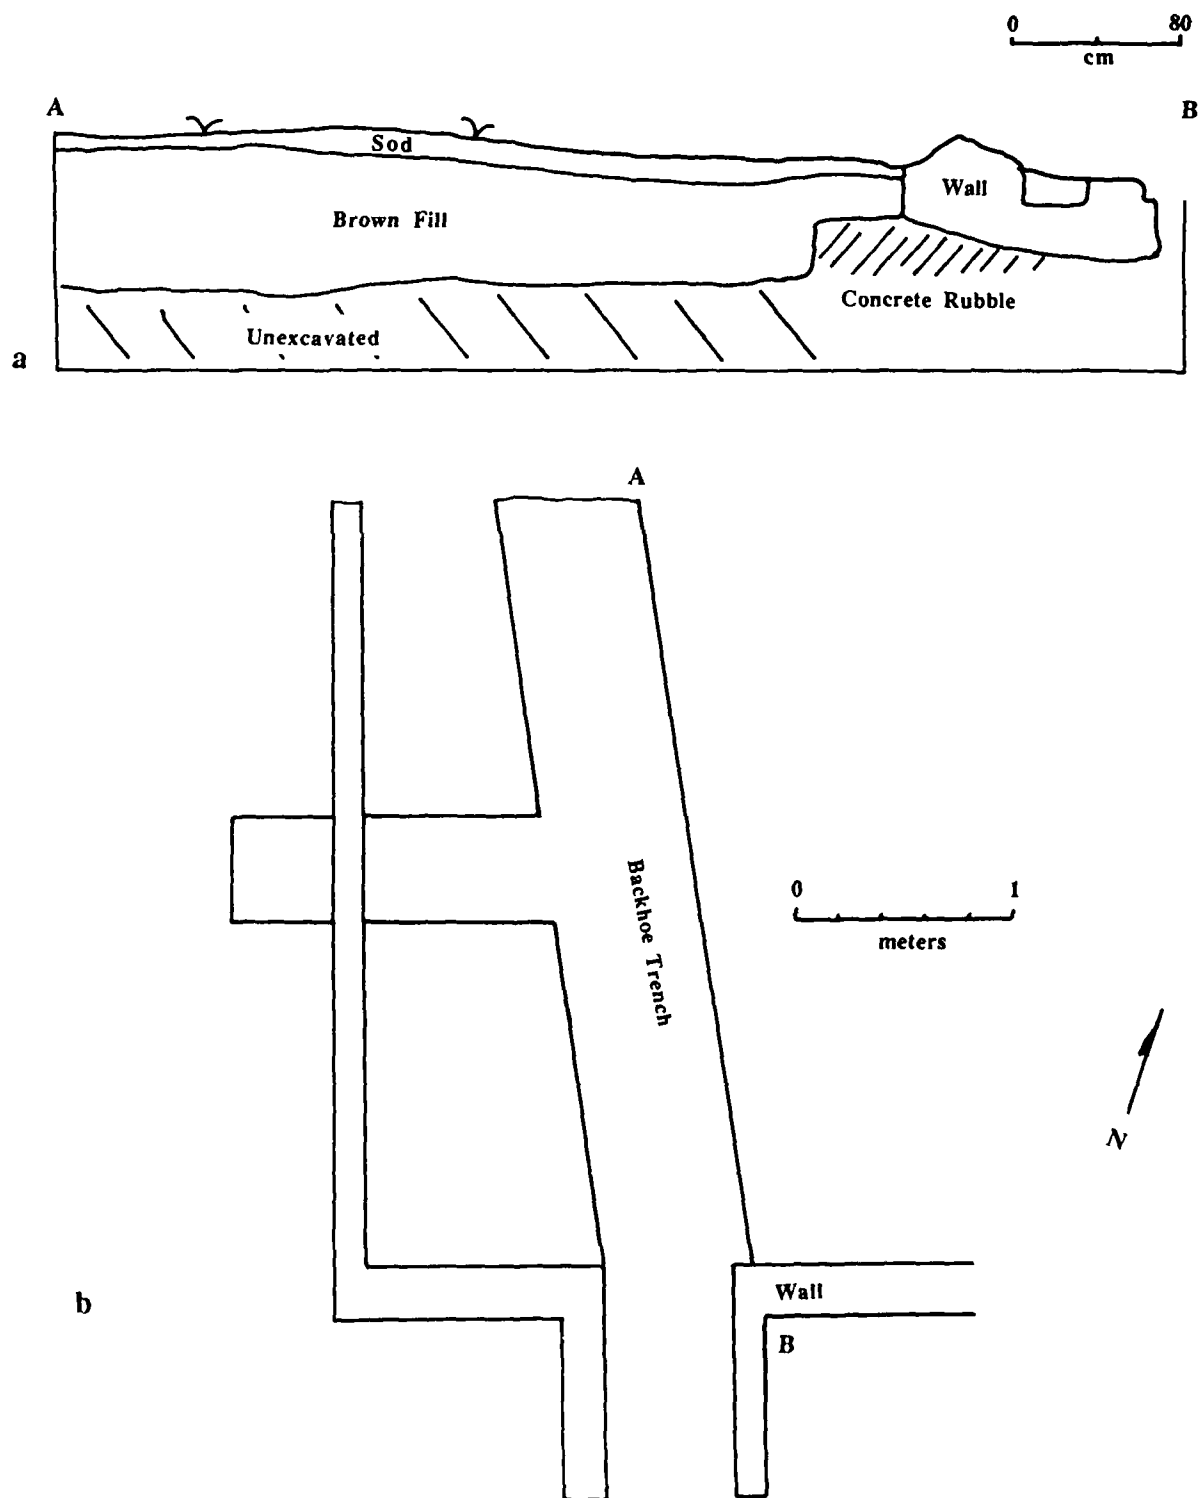 0 80
cm
A
B
Sod
Wall
Brown Fill
Concrete Rubble
Unexcavated
a
A
Backhoe Trench
0 1
meters
N
Wall
b
B